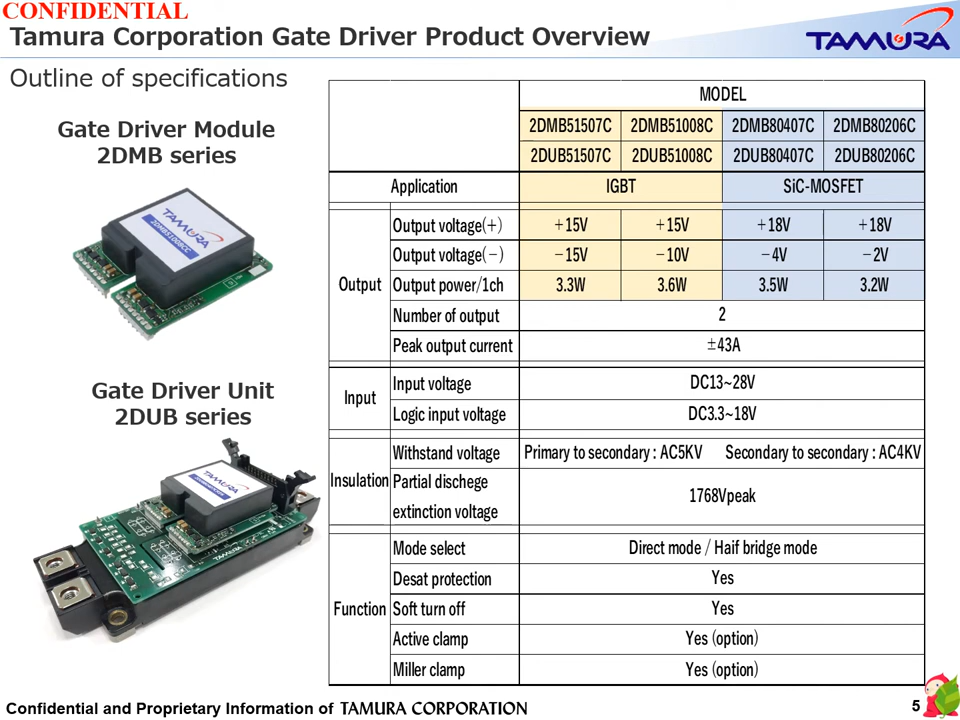 CONFIDENTIAL
Tamura Corporation Gate Driver Product Overview
TAMURA
Outline of specifications
Gate Driver Module
2DMB series
TAMURA
2DMB51008CC
Gate Driver Unit
2DUB series
TAMURA
TAMURA
MODEL
2DMB51507C 2DMB51008C 2DMB80407C 2DMB80206C
2DUB51507C 2DUB51008C 2DUB80407C 2DUB80206C
Application IGBT SiC-MOSFET
Output
Output voltage(+) +15V +15V +18V +18V
Output voltage(-) -15V -10V -4V -2V
Output power/1ch 3.3W 3.6W 3.5W 3.2W
Number of output 2
Peak output current ±43A
Input
Input voltage DC13~28V
Logic input voltage DC3.3~18V
Insulation
Withstand voltage Primary to secondary : AC5KV Secondary to secondary : AC4KV
Partial dischege
extinction voltage 1768Vpeak
Function
Mode select Direct mode / Haif bridge mode
Desat protection Yes
Soft turn off Yes
Active clamp Yes (option)
Miller clamp Yes (option)
Confidential and Proprietary Information of TAMURA CORPORATION
5